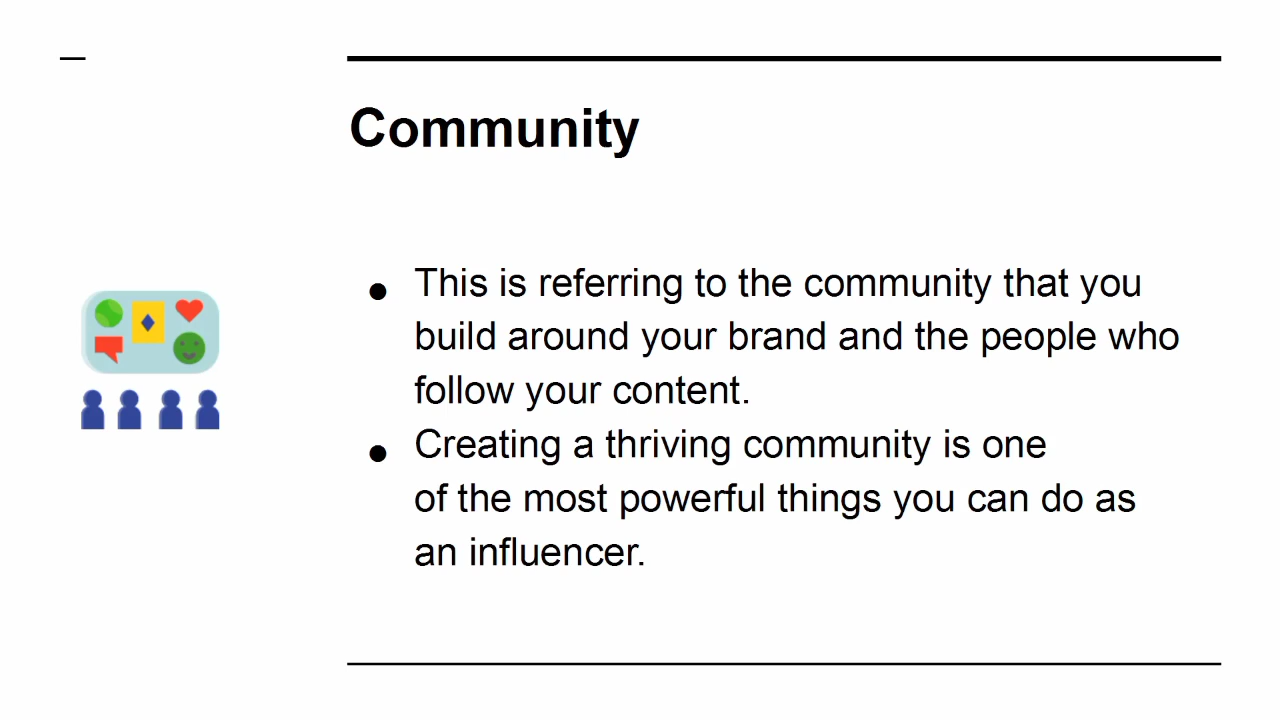 Community
● This is referring to the community that you
build around your brand and the people who
follow your content.
● Creating a thriving community is one
of the most powerful things you can do as
an influencer.